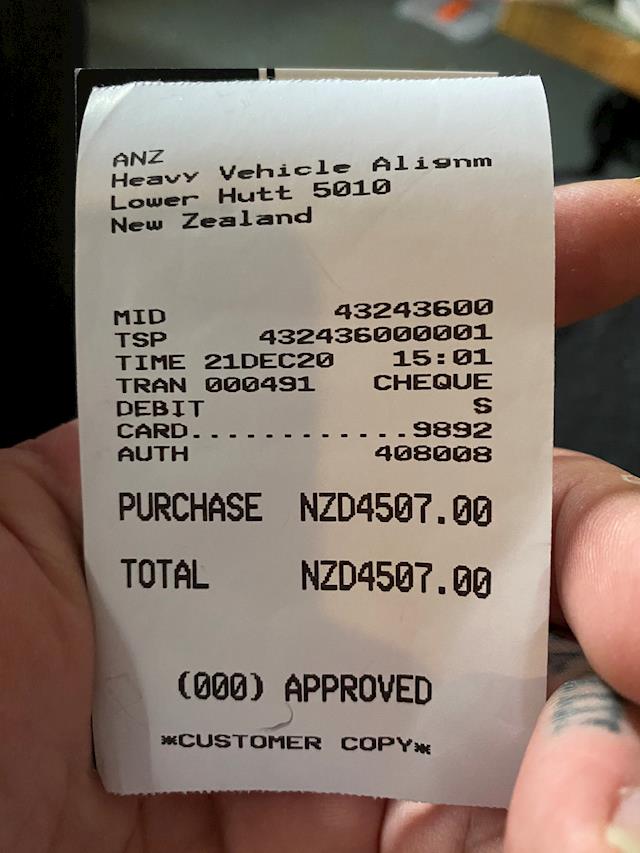 ANZ
Heavy Vehicle Alignm
Lower Hutt 5010
New Zealand
MID 43243600
TSP 432436000001
TIME 21DEC20 15:01
TRAN 000491 CHEQUE
DEBIT S
CARD............9892
AUTH 408008
PURCHASE NZD4507.00
TOTAL NZD4507.00
(000) APPROVED
*CUSTOMER COPY*